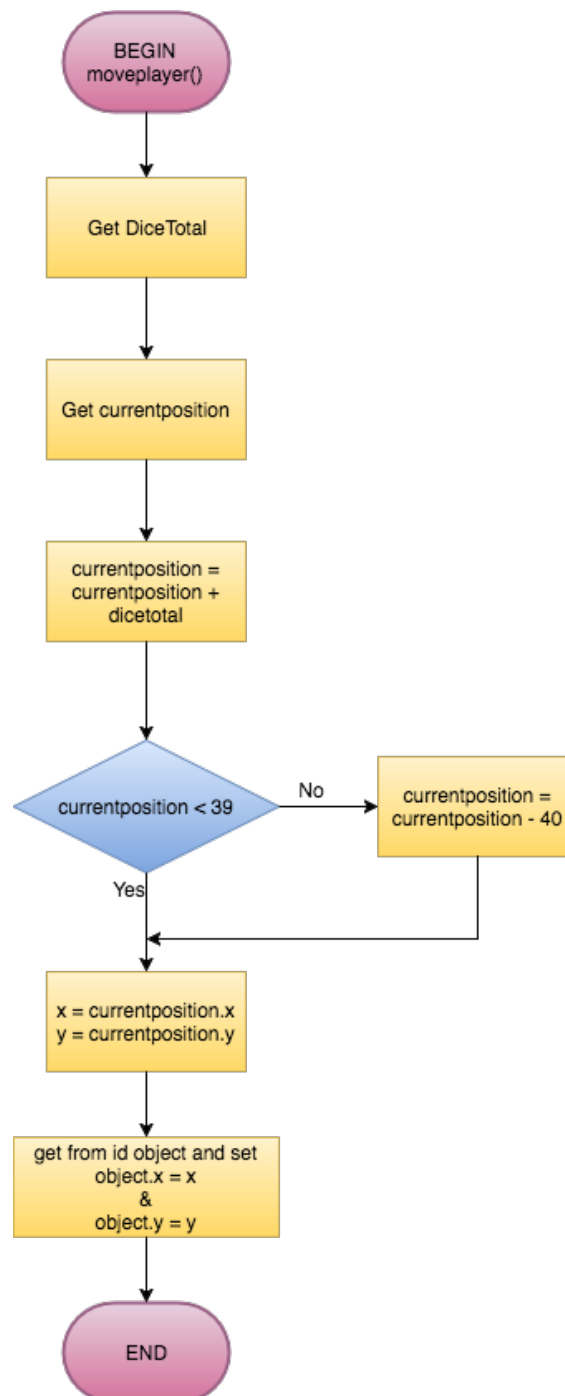 BEGIN
moveplayer()
Get DiceTotal
Get currentposition
currentposition =
currentposition +
dicetotal
currentposition < 39
No
currentposition =
currentposition - 40
Yes
x = currentposition.x
y = currentposition.y
get from id object and set
object.x = x
&
object.y = y
END